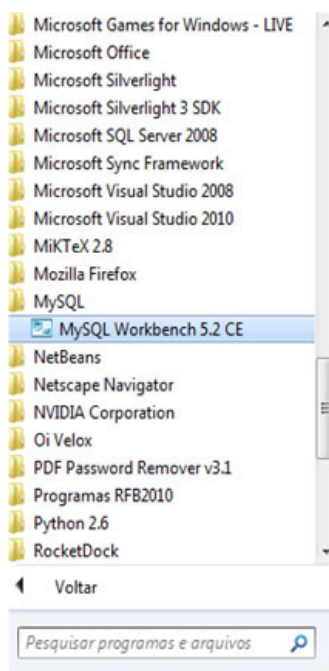 Microsoft Games for Windows - LIVE
Microsoft Office
Microsoft Silverlight
Microsoft Silverlight 3 SDK
Microsoft SQL Server 2008
Microsoft Sync Framework
Microsoft Visual Studio 2008
Microsoft Visual Studio 2010
MiKTeX 2.8
Mozilla Firefox
MySQL
MySQL Workbench 5.2 CE
NetBeans
Netscape Navigator
NVIDIA Corporation
Oi Velox
PDF Password Remover v3.1
Programas RFB2010
Python 2.6
RocketDock
Voltar
Pesquisar programas e arquivos